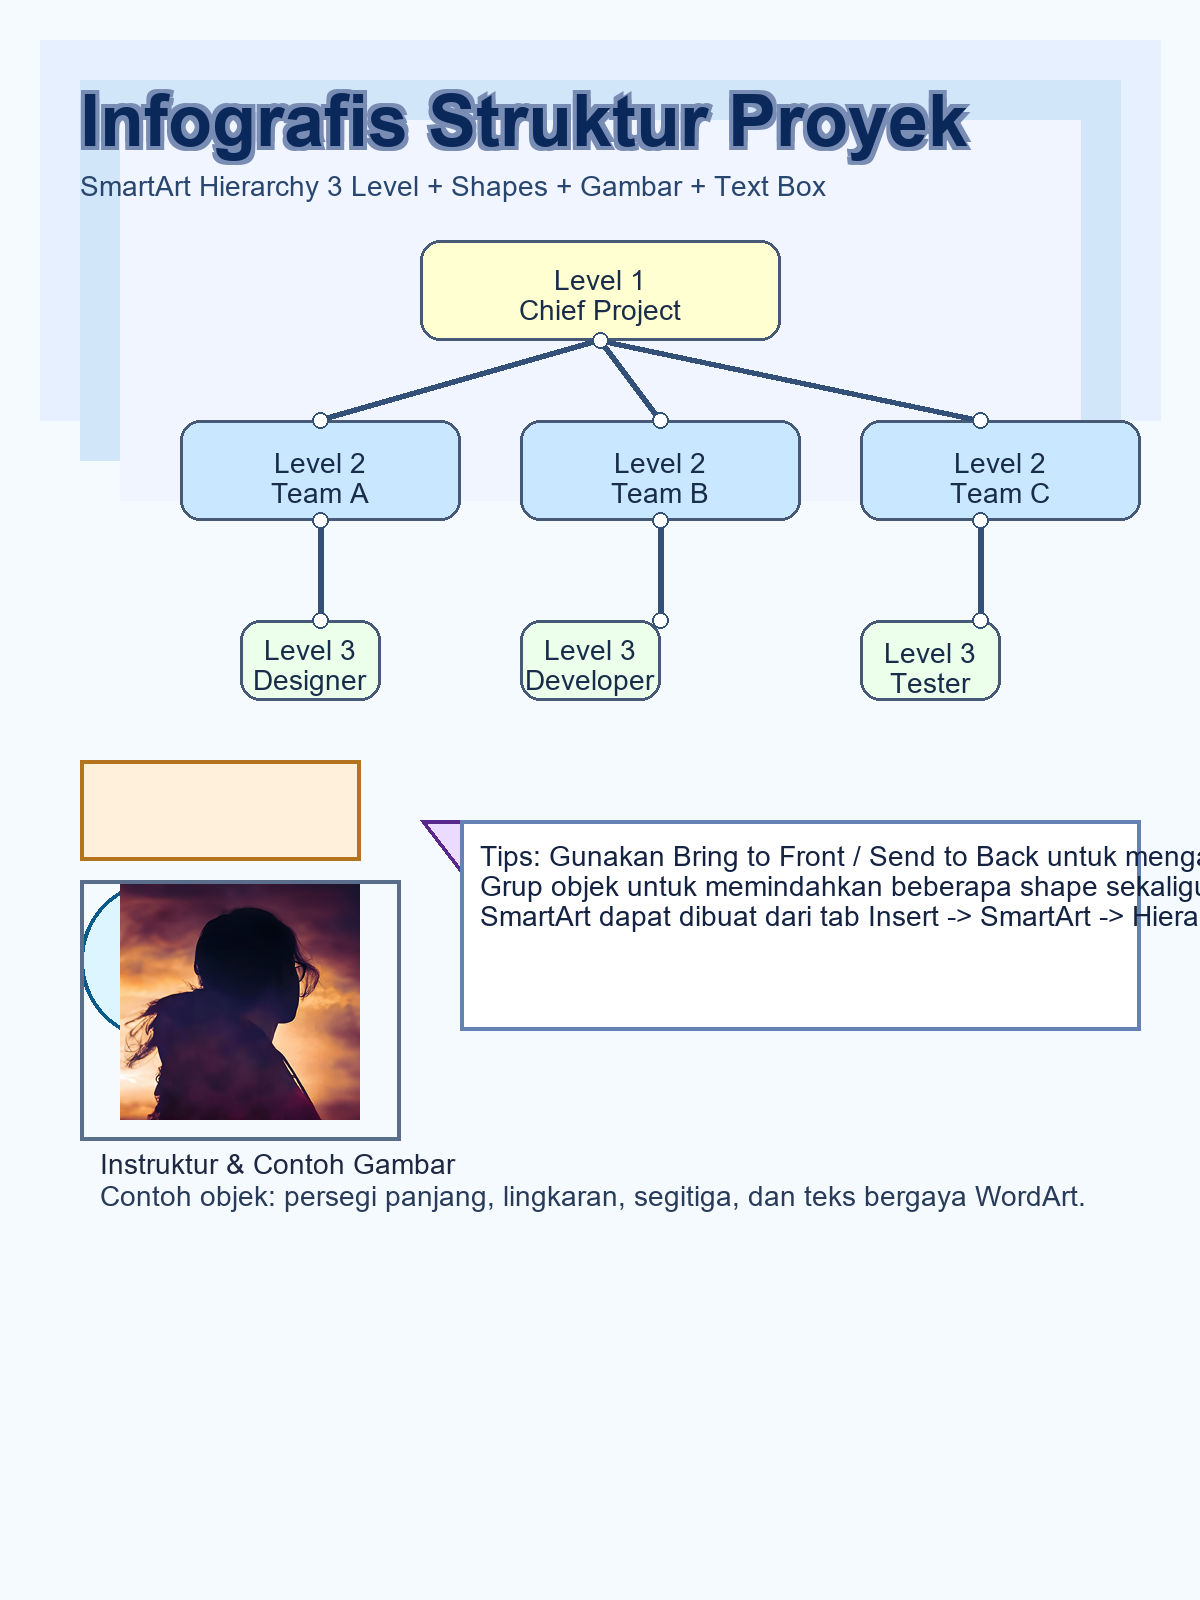 Infografis Struktur Proyek
SmartArt Hierarchy 3 Level + Shapes + Gambar + Text Box
Level 1
Chief Project
Level 2
Team A
Level 2
Team B
Level 2
Team C
Level 3
Designer
Level 3
Developer
Level 3
Tester
Tips: Gunakan Bring to Front / Send to Back untuk
Grup objek untuk memindahkan beberapa shape
SmartArt dapat dibuat dari tab Insert -> SmartArt ->
Instruktur & Contoh Gambar
Contoh objek: persegi panjang, lingkaran, segitiga, dan teks bergaya WordArt.